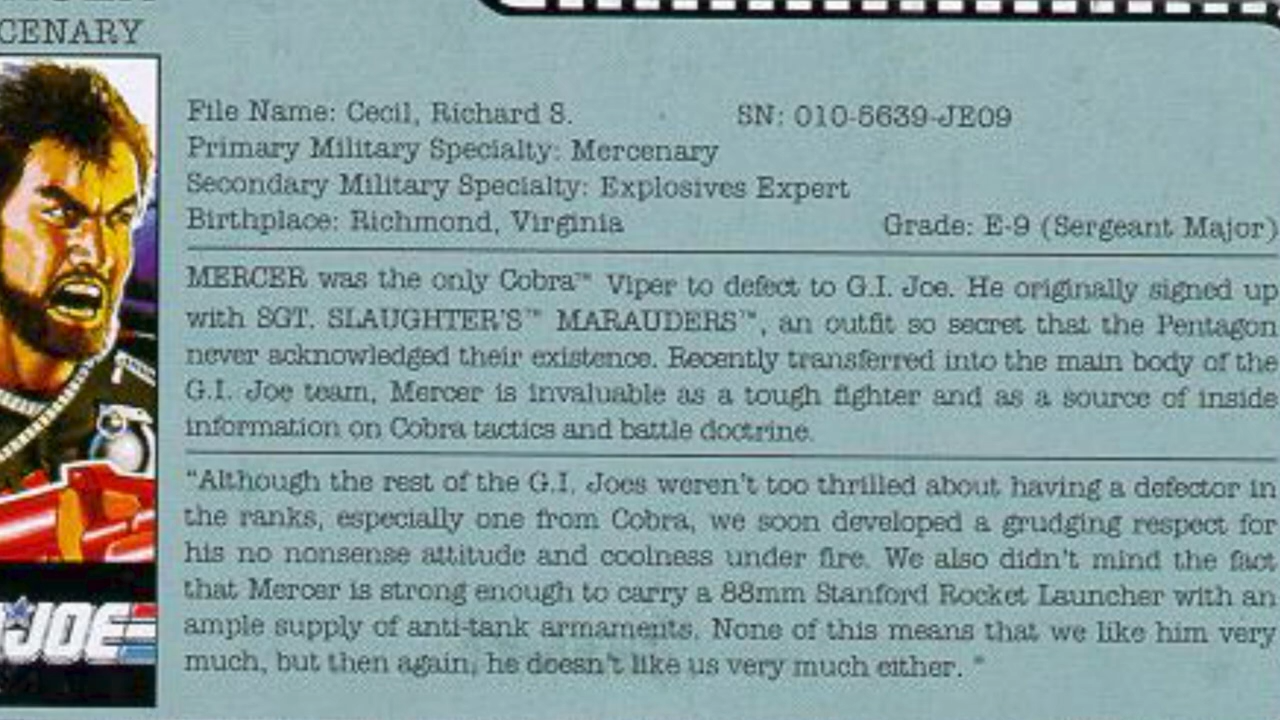 CENARY
File Name: Cecil, Richard S. SN: 010-5639-JE09
Primary Military Specialty: Mercenary
Secondary Military Specialty: Explosives Expert
Birthplace: Richmond, Virginia Grade: E-9 (Sergeant Major)
MERCER was the only Cobra™ Viper to defect to G.I. Joe. He originally signed up
with SGT. SLAUGHTER'S™ MARAUDERS™, an outfit so secret that the Pentagon
never acknowledged their existence. Recently transferred into the main body of the
G.I. Joe team, Mercer is invaluable as a tough fighter and as a source of inside
information on Cobra tactics and battle doctrine.
"Although the rest of the G.I. Joes weren't too thrilled about having a defector in
the ranks, especially one from Cobra, we soon developed a grudging respect for
his no nonsense attitude and coolness under fire. We also didn't mind the fact
that Mercer is strong enough to carry a 88mm Stanford Rocket Launcher with an
ample supply of anti-tank armaments. None of this means that we like him very
much, but then again, he doesn't like us very much either. "
JOE